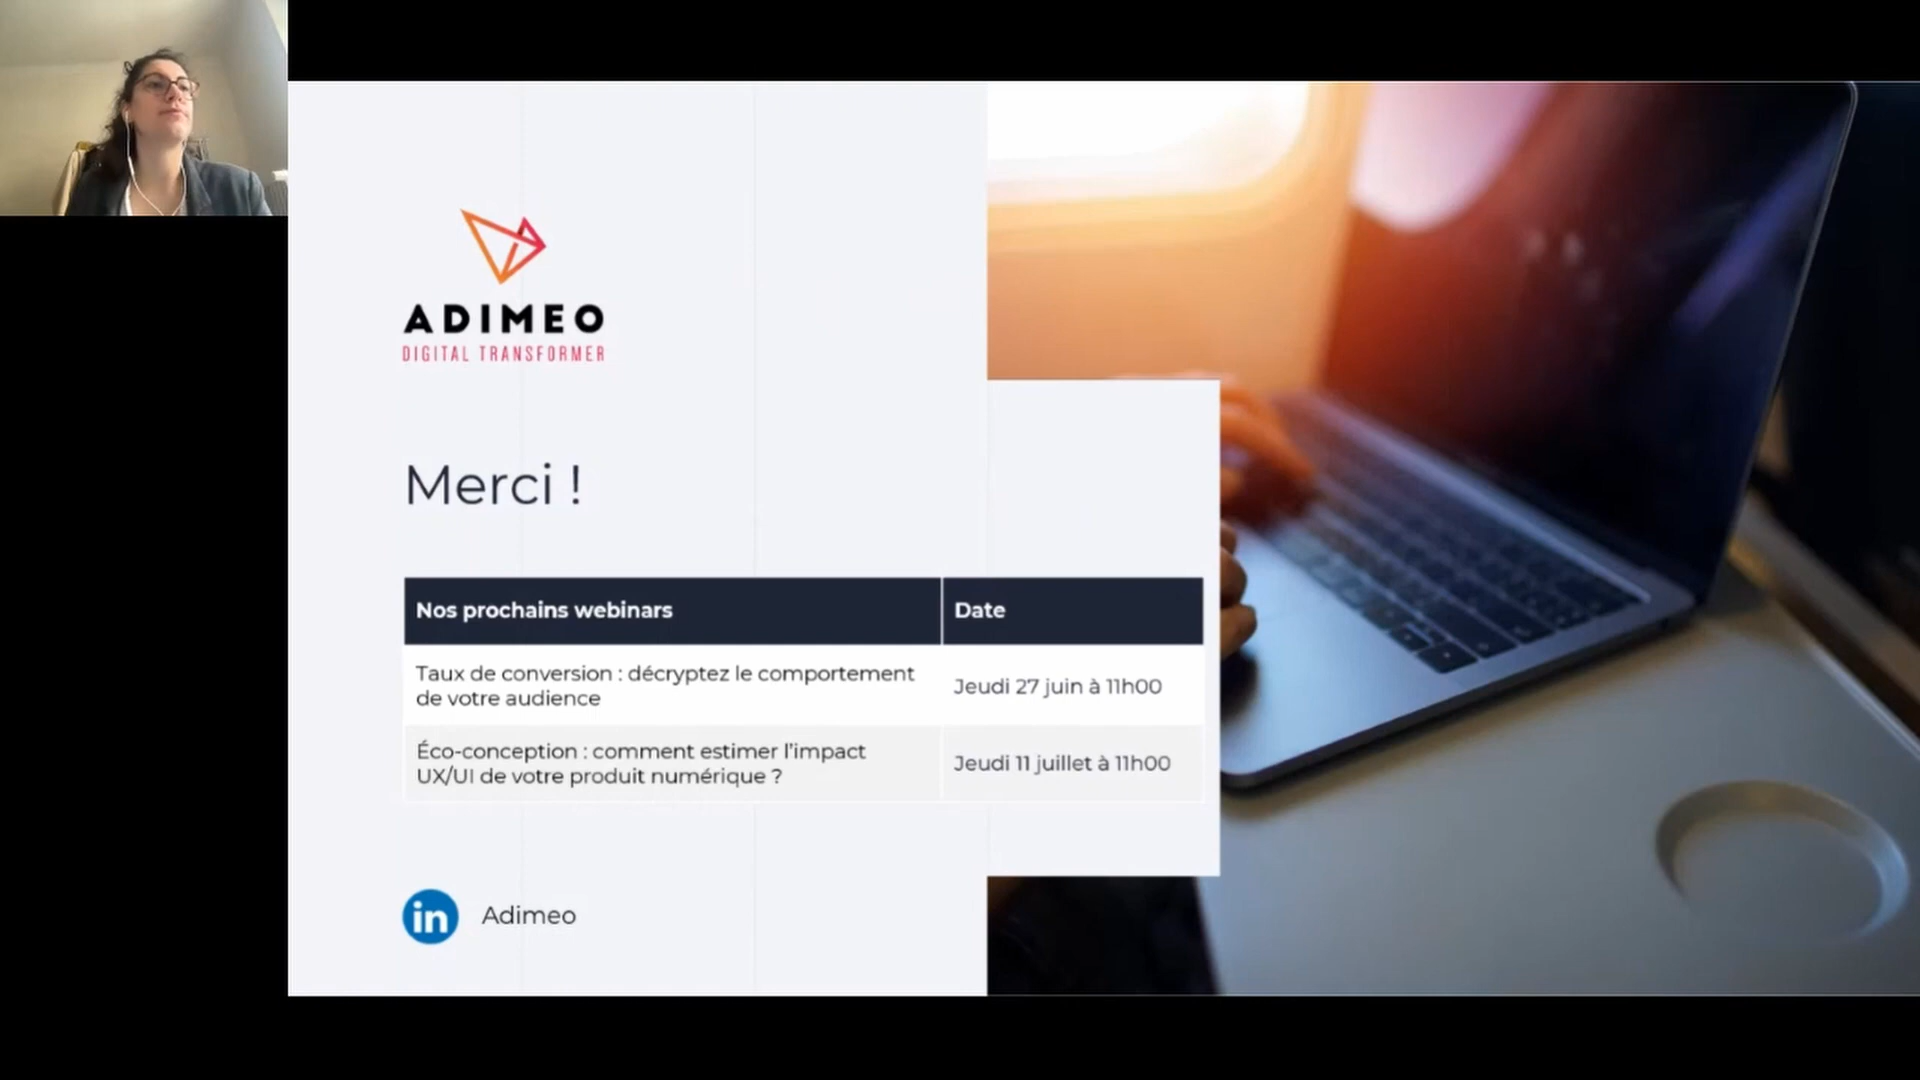 ADIMEO
DIGITAL TRANSFORMER
Merci !
Nos prochains webinars
Date
Taux de conversion : décryptez le comportement
de votre audience
Jeudi 27 juin à 11h00
Éco-conception : comment estimer l'impact
UX/UI de votre produit numérique ?
Jeudi 11 juillet à 11h00
in
Adimeo